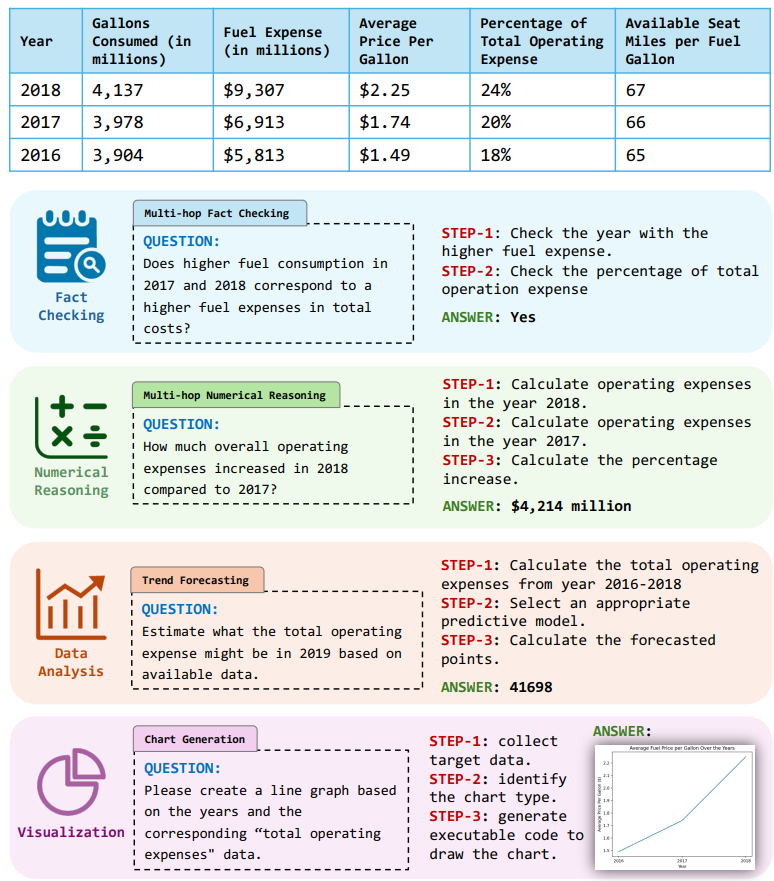 Year
Gallons
Consumed (in
millions)
Fuel Expense
(in millions)
Average
Price Per
Gallon
Percentage of
Total Operating
Expense
Available Seat
Miles per Fuel
Gallon
2018 4,137 $9,307 $2.25 24% 67
2017 3,978 $6,913 $1.74 20% 66
2016 3,904 $5,813 $1.49 18% 65
Fact
Checking
Multi-hop Fact Checking
QUESTION:
Does higher fuel consumption in
2017 and 2018 correspond to a
higher fuel expenses in total
costs?
STEP-1: Check the year with the
higher fuel expense.
STEP-2: Check the percentage of total
operation expense
ANSWER: Yes
Numerical
Reasoning
Multi-hop Numerical Reasoning
QUESTION:
How much overall operating
expenses increased in 2018
compared to 2017?
STEP-1: Calculate operating expenses
in the year 2018.
STEP-2: Calculate operating expenses
in the year 2017.
STEP-3: Calculate the percentage
increase.
ANSWER: $4,214 million
Data
Analysis
Trend Forecasting
QUESTION:
Estimate what the total operating
expense might be in 2019 based on
available data.
STEP-1: Calculate the total operating
expenses from year 2016-2018
STEP-2: Select an appropriate
predictive model.
STEP-3: Calculate the forecasted
points.
ANSWER: 41698
Visualization
Chart Generation
QUESTION:
Please create a line graph based
on the years and the
corresponding “total operating
expenses" data.
STEP-1: collect
target data.
STEP-2: identify
the chart type.
STEP-3: generate
executable code to
draw the chart.
ANSWER:
Average Fuel Price per Gallon Over the Years
Average Price Per Gallon ($)
2.2
2.1
2.0
1.9
1.8
1.7
1.6
1.5
2016 2017 2018
Year